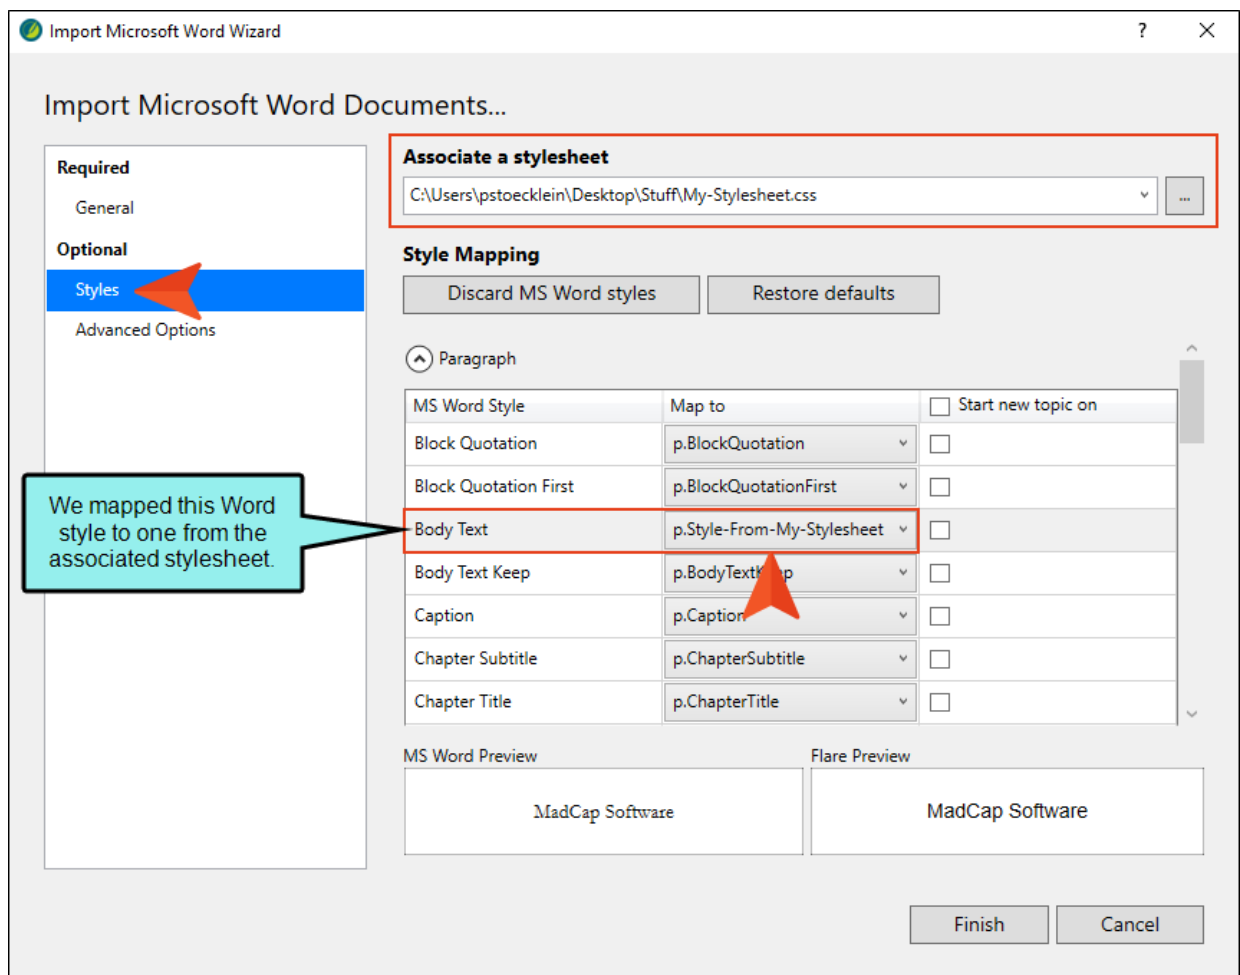 Import Microsoft Word Wizard
?
Import Microsoft Word Documents...
Required
General
Optional
Styles
Advanced Options
Associate a stylesheet
C:\Users\pstoecklein\Desktop\Stuff\My-Stylesheet.css
...
Style Mapping
Discard MS Word styles
Restore defaults
Paragraph
MS Word Style Map to Start new topic on
Block Quotation p.BlockQuotation
Block Quotation First p.BlockQuotationFirst
Body Text p.Style-From-My-Stylesheet
Body Text Keep p.BodyTextKeep
Caption p.Caption
Chapter Subtitle p.ChapterSubtitle
Chapter Title p.ChapterTitle
We mapped this Word
style to one from the
associated stylesheet.
MS Word Preview
MadCap Software
Flare Preview
MadCap Software
Finish
Cancel